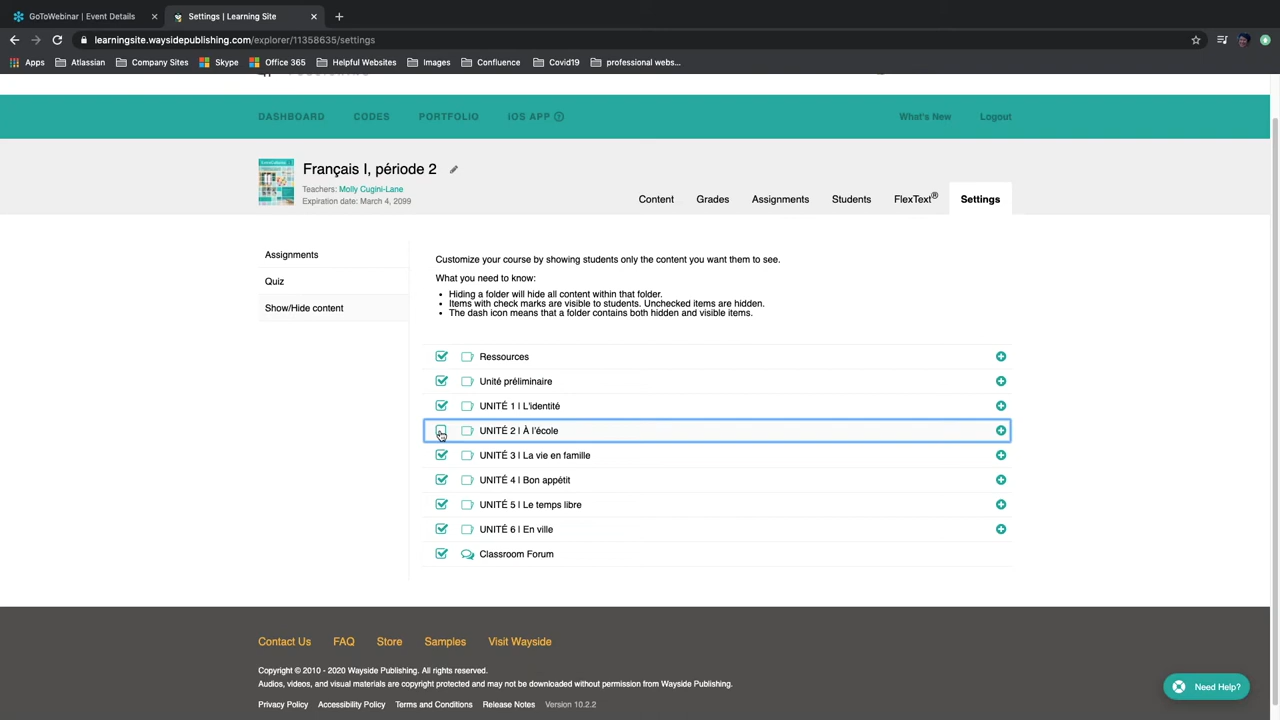 GoToWebinar | Event Details
Settings | Learning Site
learningsite.waysidepublishing.com/explorer/11358635/settings
Apps Atlassian Company Sites Skype Office 365 Helpful Websites Images Confluence Covid19 professional webs...
DASHBOARD CODES PORTFOLIO iOS APP What's New Logout
Français I, période 2
Teachers: Molly Cugini-Lane
Expiration date: March 4, 2099
Content Grades Assignments Students FlexText® Settings
Assignments
Quiz
Show/Hide content
Customize your course by showing students only the content you want them to see.
What you need to know:
• Hiding a folder will hide all content within that folder.
• Items with check marks are visible to students. Unchecked items are hidden.
• The dash icon means that a folder contains both hidden and visible items.
Ressources
Unité préliminaire
UNITÉ 1 | L'identité
UNITÉ 2 | À l'école
UNITÉ 3 | La vie en famille
UNITÉ 4 | Bon appétit
UNITÉ 5 | Le temps libre
UNITÉ 6 | En ville
Classroom Forum
Contact Us FAQ Store Samples Visit Wayside
Copyright © 2010 - 2020 Wayside Publishing. All rights reserved.
Audios, videos, and visual materials are copyright protected and may not be downloaded without permission from Wayside Publishing.
Privacy Policy Accessibility Policy Terms and Conditions Release Notes Version 10.2.2
Need Help?